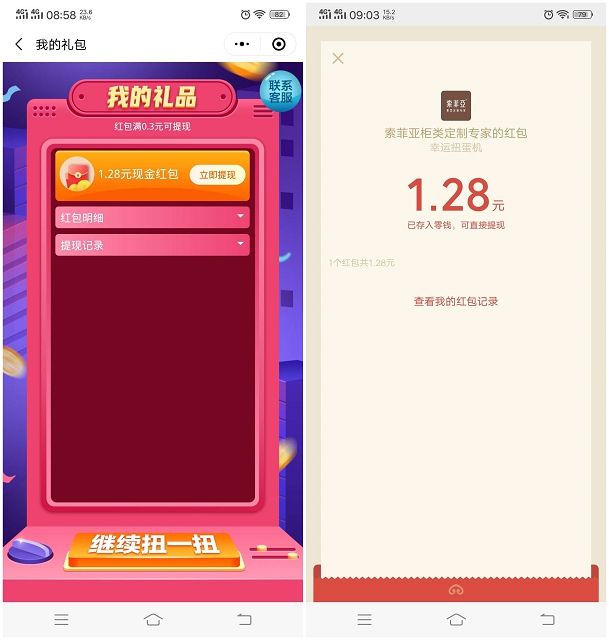 4G 4G 08:58 23.6 KB/s 82
我的礼包
我的礼品
联系
客服
红包满0.3元可提现
1.28元现金红包
立即提现
红包明细
提现记录
继续扭一扭
4G 4G 09:03 15.2 KB/s 79
索菲亚
索菲亚柜类定制专家的红包
幸运扭蛋机
1.28元
已存入零钱，可直接提现
1个红包共1.28元
查看我的红包记录